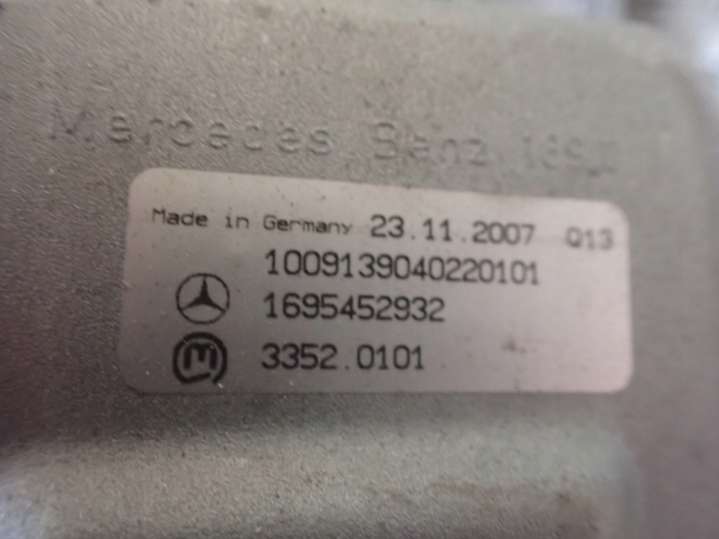 Mercedes Benz
Made in Germany 23.11.2007 Q13
1009139040220101
1695452932
3352.0101